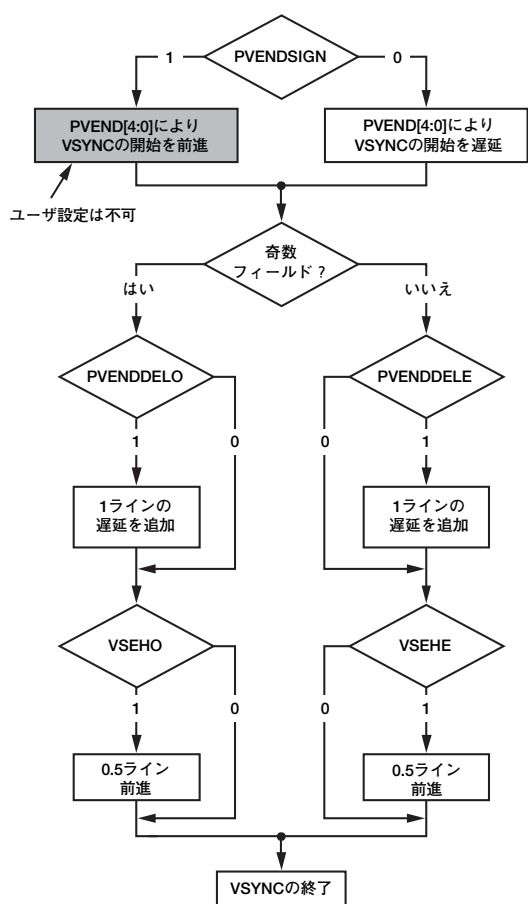 PVENDSIGN
1
0
PVEND[4:0]により
VSYNCの開始を前進
PVEND[4:0]により
VSYNCの開始を遅延
ユーザ設定は不可
奇数
フィールド?
はい
いいえ
PVENDDELO
PVENDDELE
1
0
0
1
1ラインの
遅延を追加
1ラインの
遅延を追加
VSEHO
VSEHE
1
0
0
1
0.5ライン
前進
0.5ライン
前進
VSYNCの終了